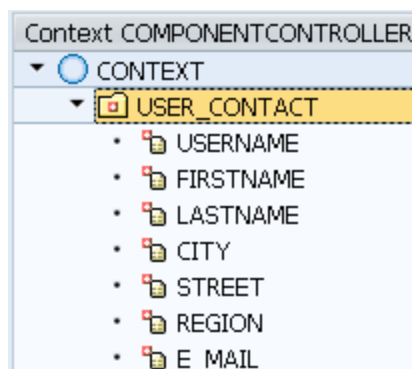 Context COMPONENTCONTROLLER
CONTEXT
USER_CONTACT
USERNAME
FIRSTNAME
LASTNAME
CITY
STREET
REGION
E_MAIL